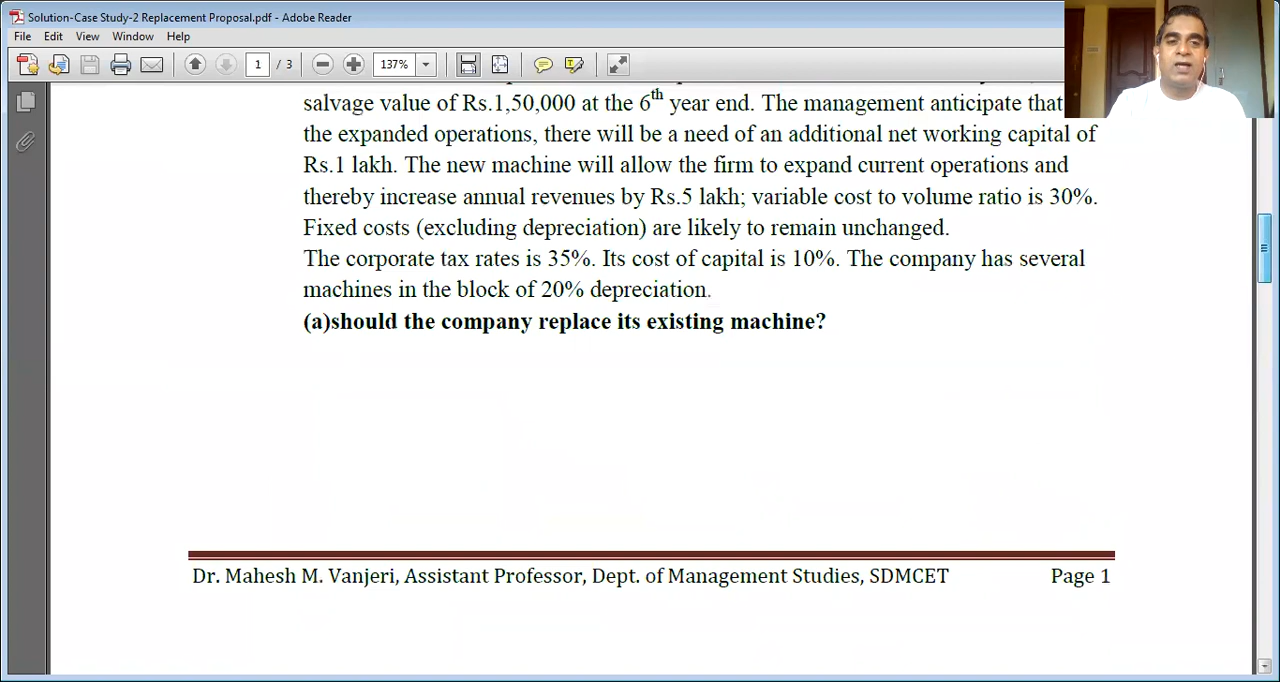 Solution-Case Study-2 Replacement Proposal.pdf - Adobe Reader
File Edit View Window Help
1 / 3 137%
salvage value of Rs.1,50,000 at the 6th year end. The management anticipate that
the expanded operations, there will be a need of an additional net working capital of
Rs.1 lakh. The new machine will allow the firm to expand current operations and
thereby increase annual revenues by Rs.5 lakh; variable cost to volume ratio is 30%.
Fixed costs (excluding depreciation) are likely to remain unchanged.
The corporate tax rates is 35%. Its cost of capital is 10%. The company has several
machines in the block of 20% depreciation.
(a)should the company replace its existing machine?
Dr. Mahesh M. Vanjeri, Assistant Professor, Dept. of Management Studies, SDMCET Page 1